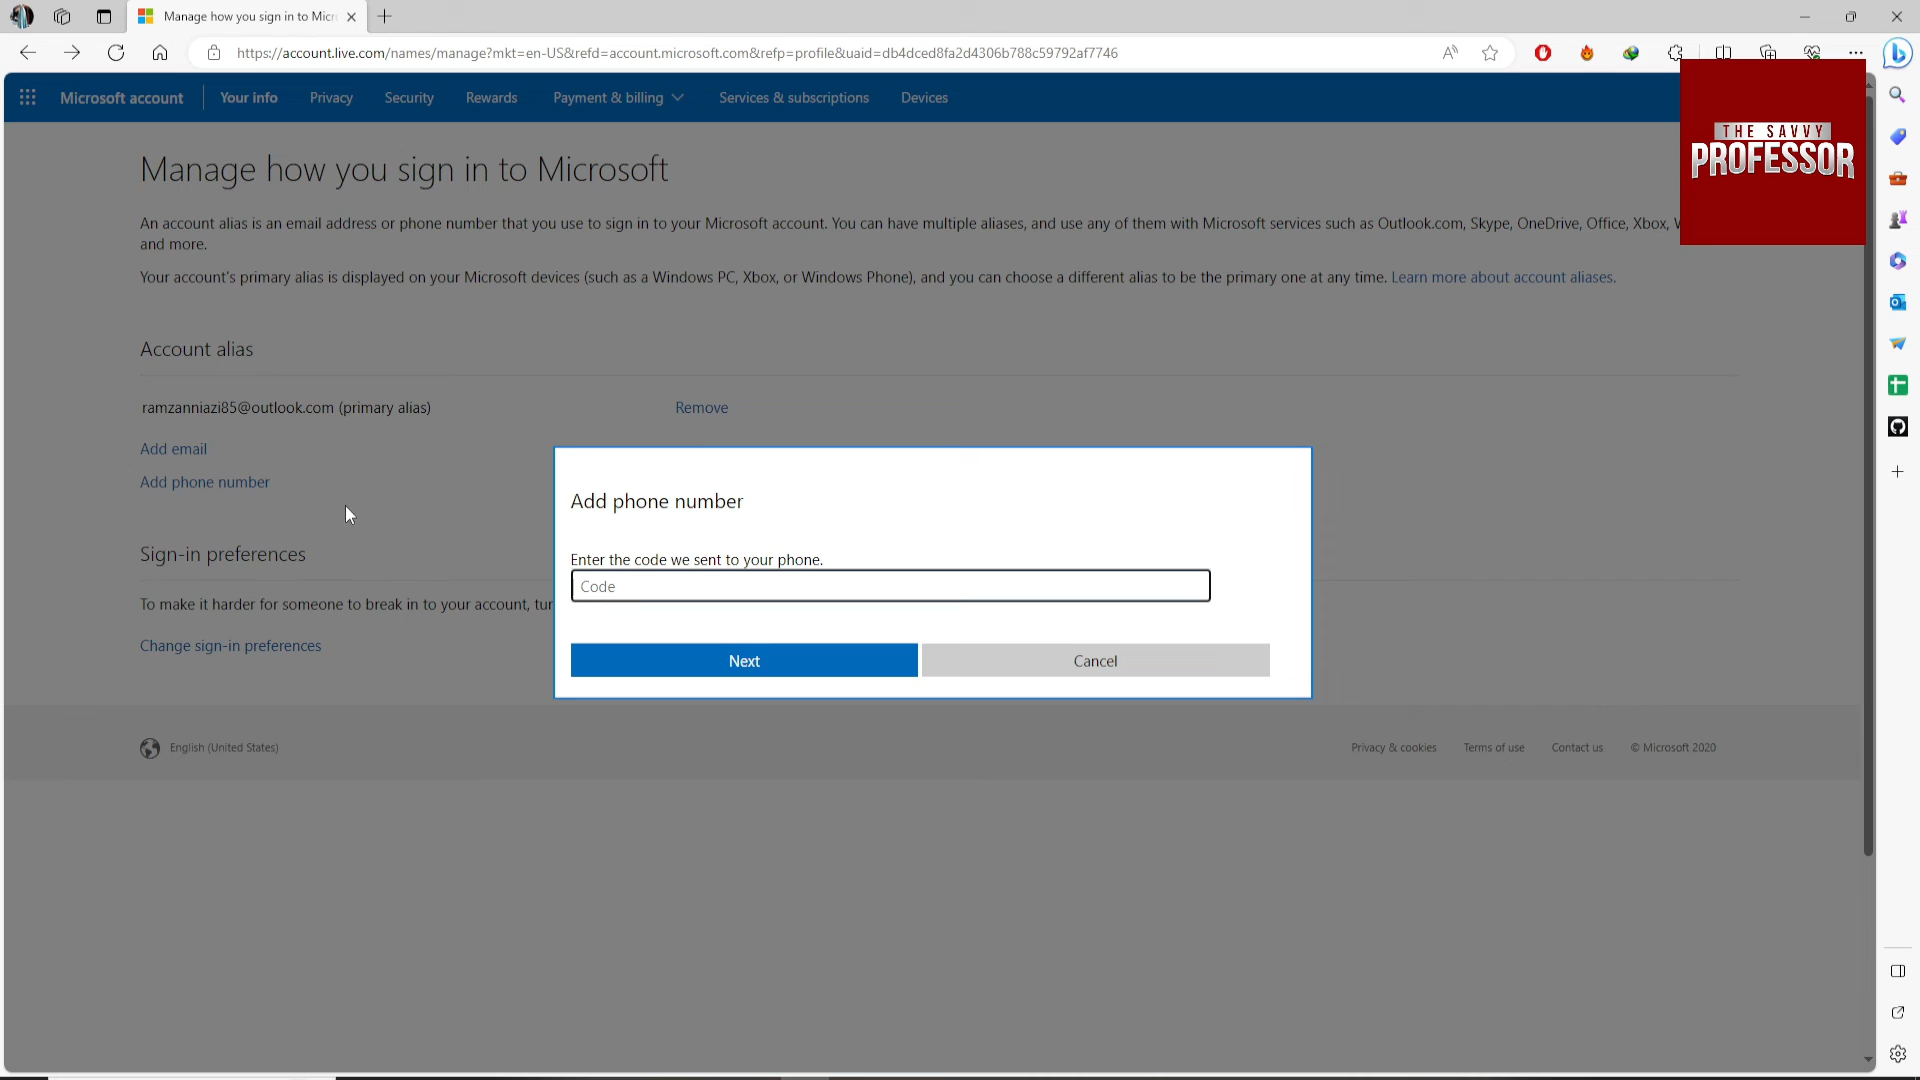 Manage how you sign in to Micr
https://account.live.com/names/manage?mkt=en-US&refd=account.microsoft.com&refp=profile&uaid=db4dced8fa2d4306b788c59792af7746
Microsoft account
Your info
Privacy
Security
Rewards
Payment & billing
Services & subscriptions
Devices
THE SAVVY
PROFESSOR
Manage how you sign in to Microsoft
An account alias is an email address or phone number that you use to sign in to your Microsoft account. You can have multiple aliases, and use any of them with Microsoft services such as Outlook.com, Skype, OneDrive, Office, Xbox,
and more.
Your account's primary alias is displayed on your Microsoft devices (such as a Windows PC, Xbox, or Windows Phone), and you can choose a different alias to be the primary one at any time. Learn more about account aliases.
Account alias
ramzanniazi85@outlook.com (primary alias)
Remove
Add email
Add phone number
Sign-in preferences
To make it harder for someone to break in to your account, tur
Change sign-in preferences
Add phone number
Enter the code we sent to your phone.
Code
Next
Cancel
English (United States)
Privacy & cookies
Terms of use
Contact us
© Microsoft 2020